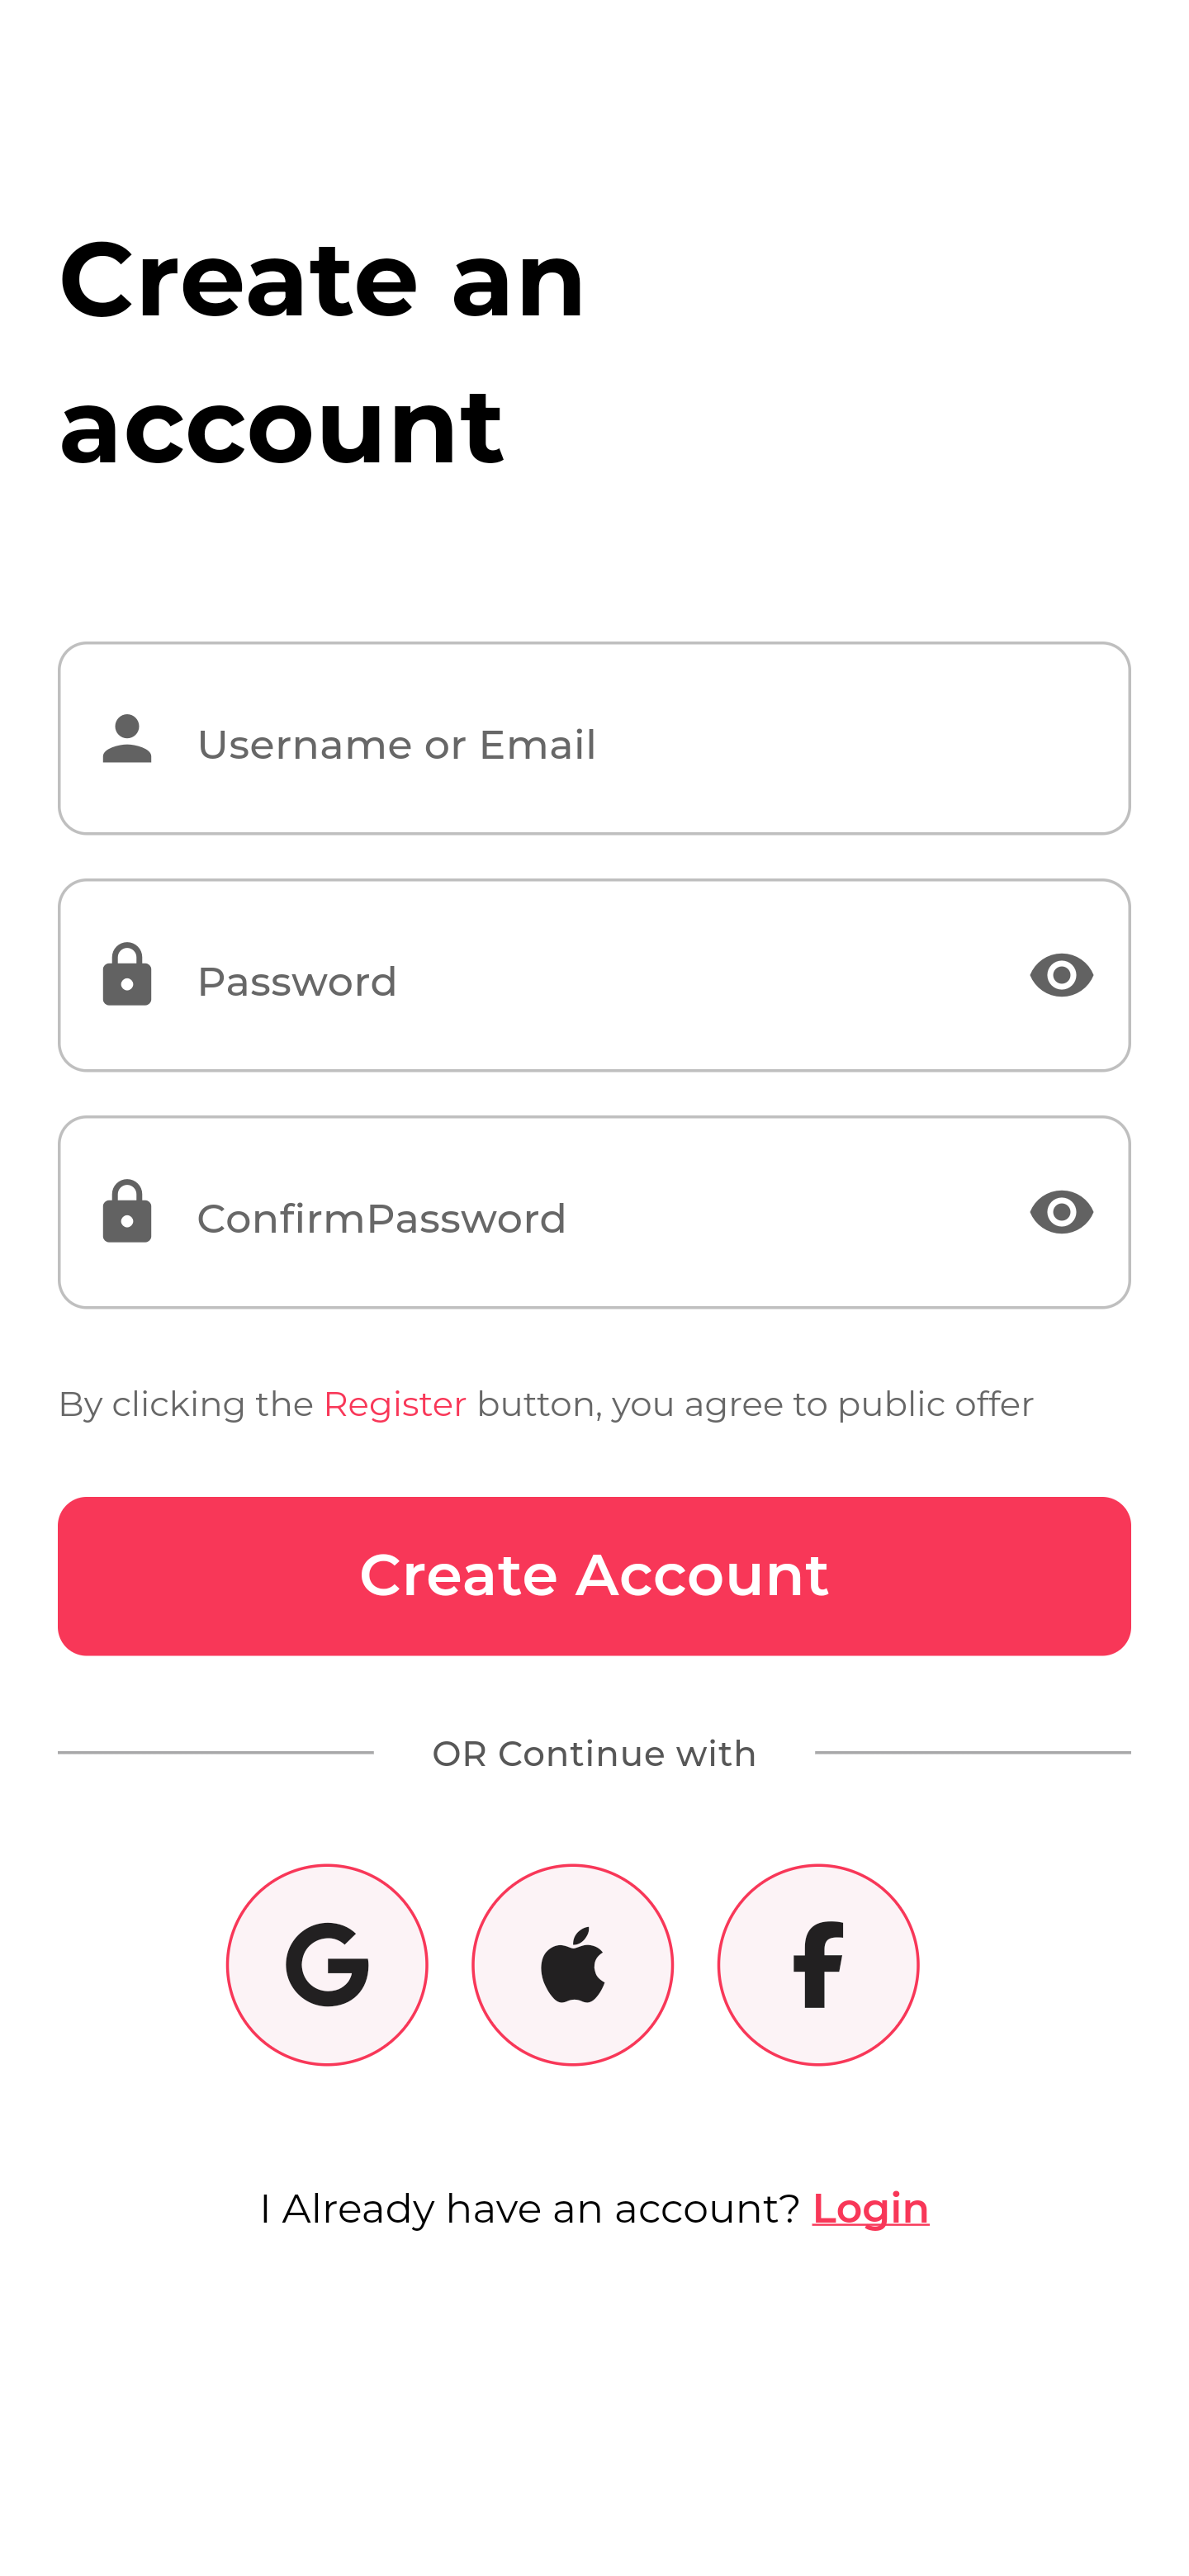 Create an
account
Username or Email
Password
ConfirmPassword
By clicking the Register button, you agree to public offer
Create Account
OR Continue with
I Already have an account? Login